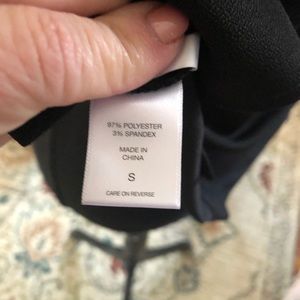 97% POLYESTER
3% SPANDEX
MADE IN
CHINA
S
CARE ON REVERSE